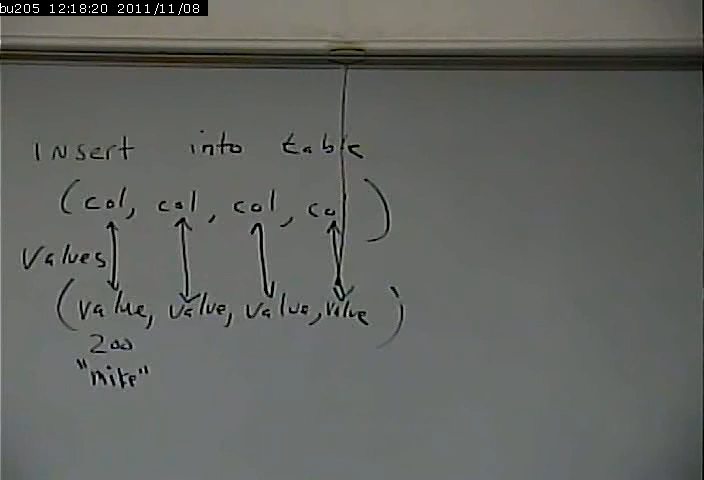 bu205 12:18:20 2011/11/08
Insert into table
(col, col, col, col)
Values
(value, value, value, value)
200
"mike"